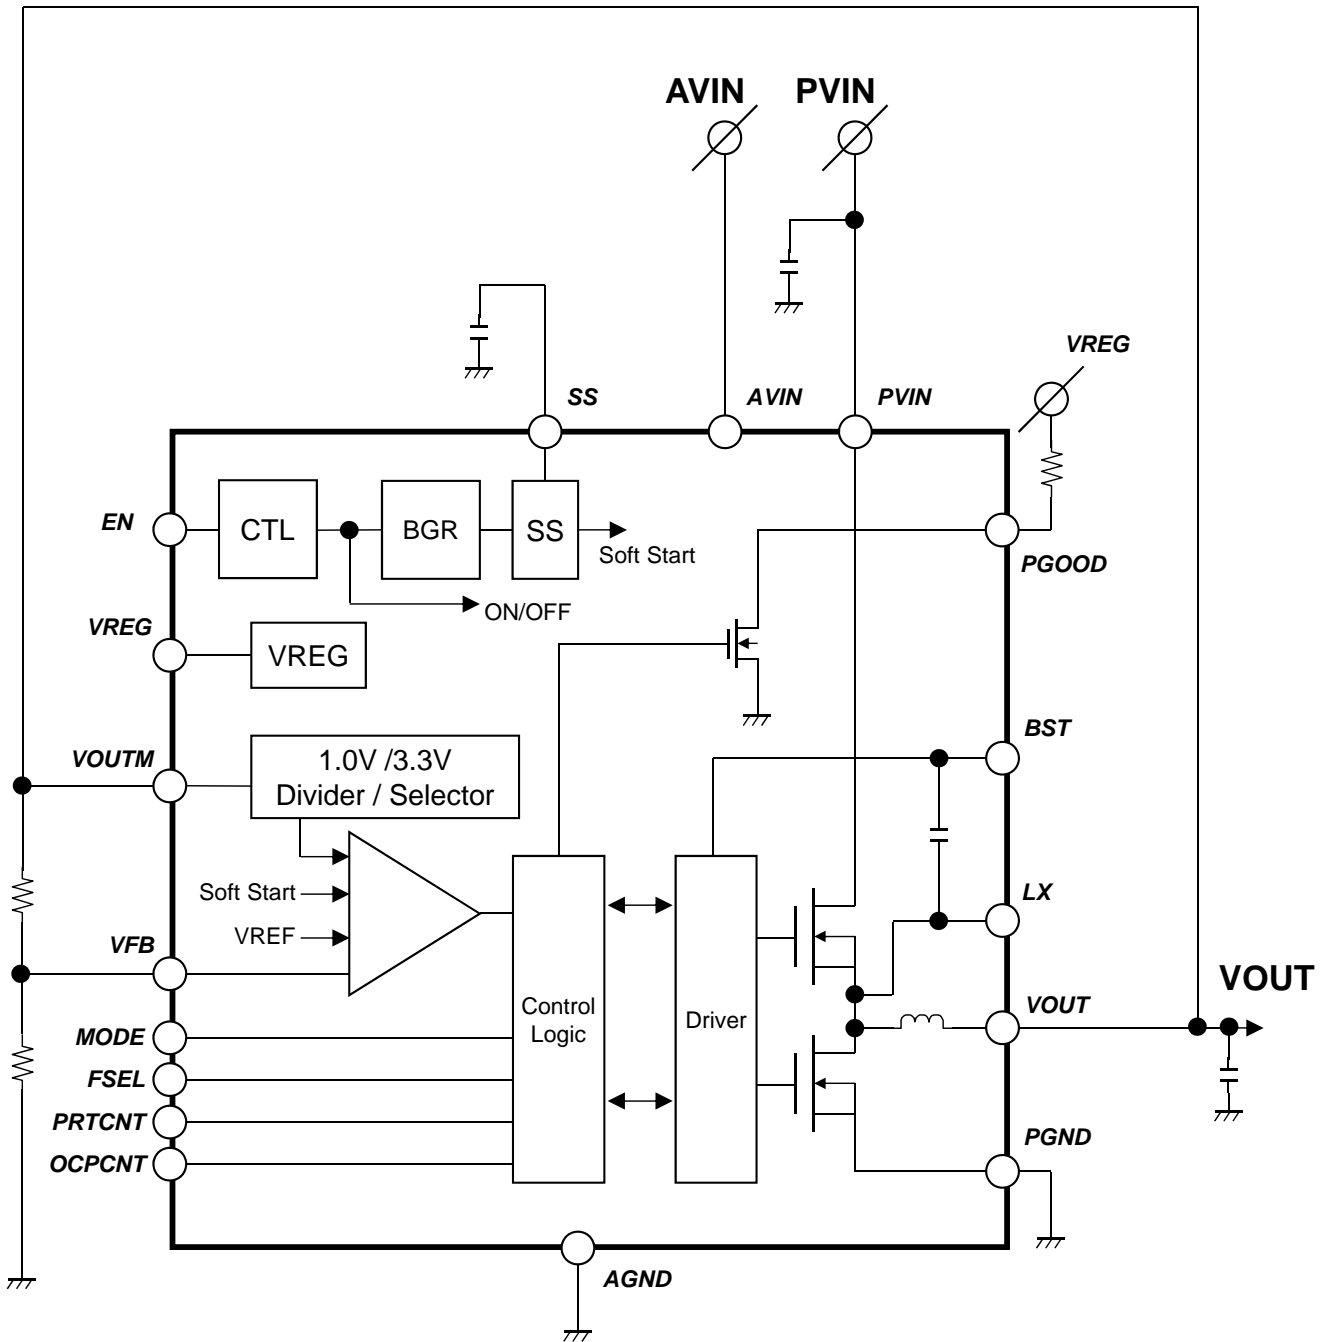 AVIN PVIN
VREG
SS AVIN PVIN
EN CTL BGR SS
Soft Start
PGOOD
ON/OFF
VREG VREG
BST
VOUTM 1.0V /3.3V
Divider / Selector
Soft Start
LX
VREF
VFB
VOUT
VOUT
Control
Logic
Driver
MODE
FSEL
PRTCNT
PGND
OCPCNT
AGND